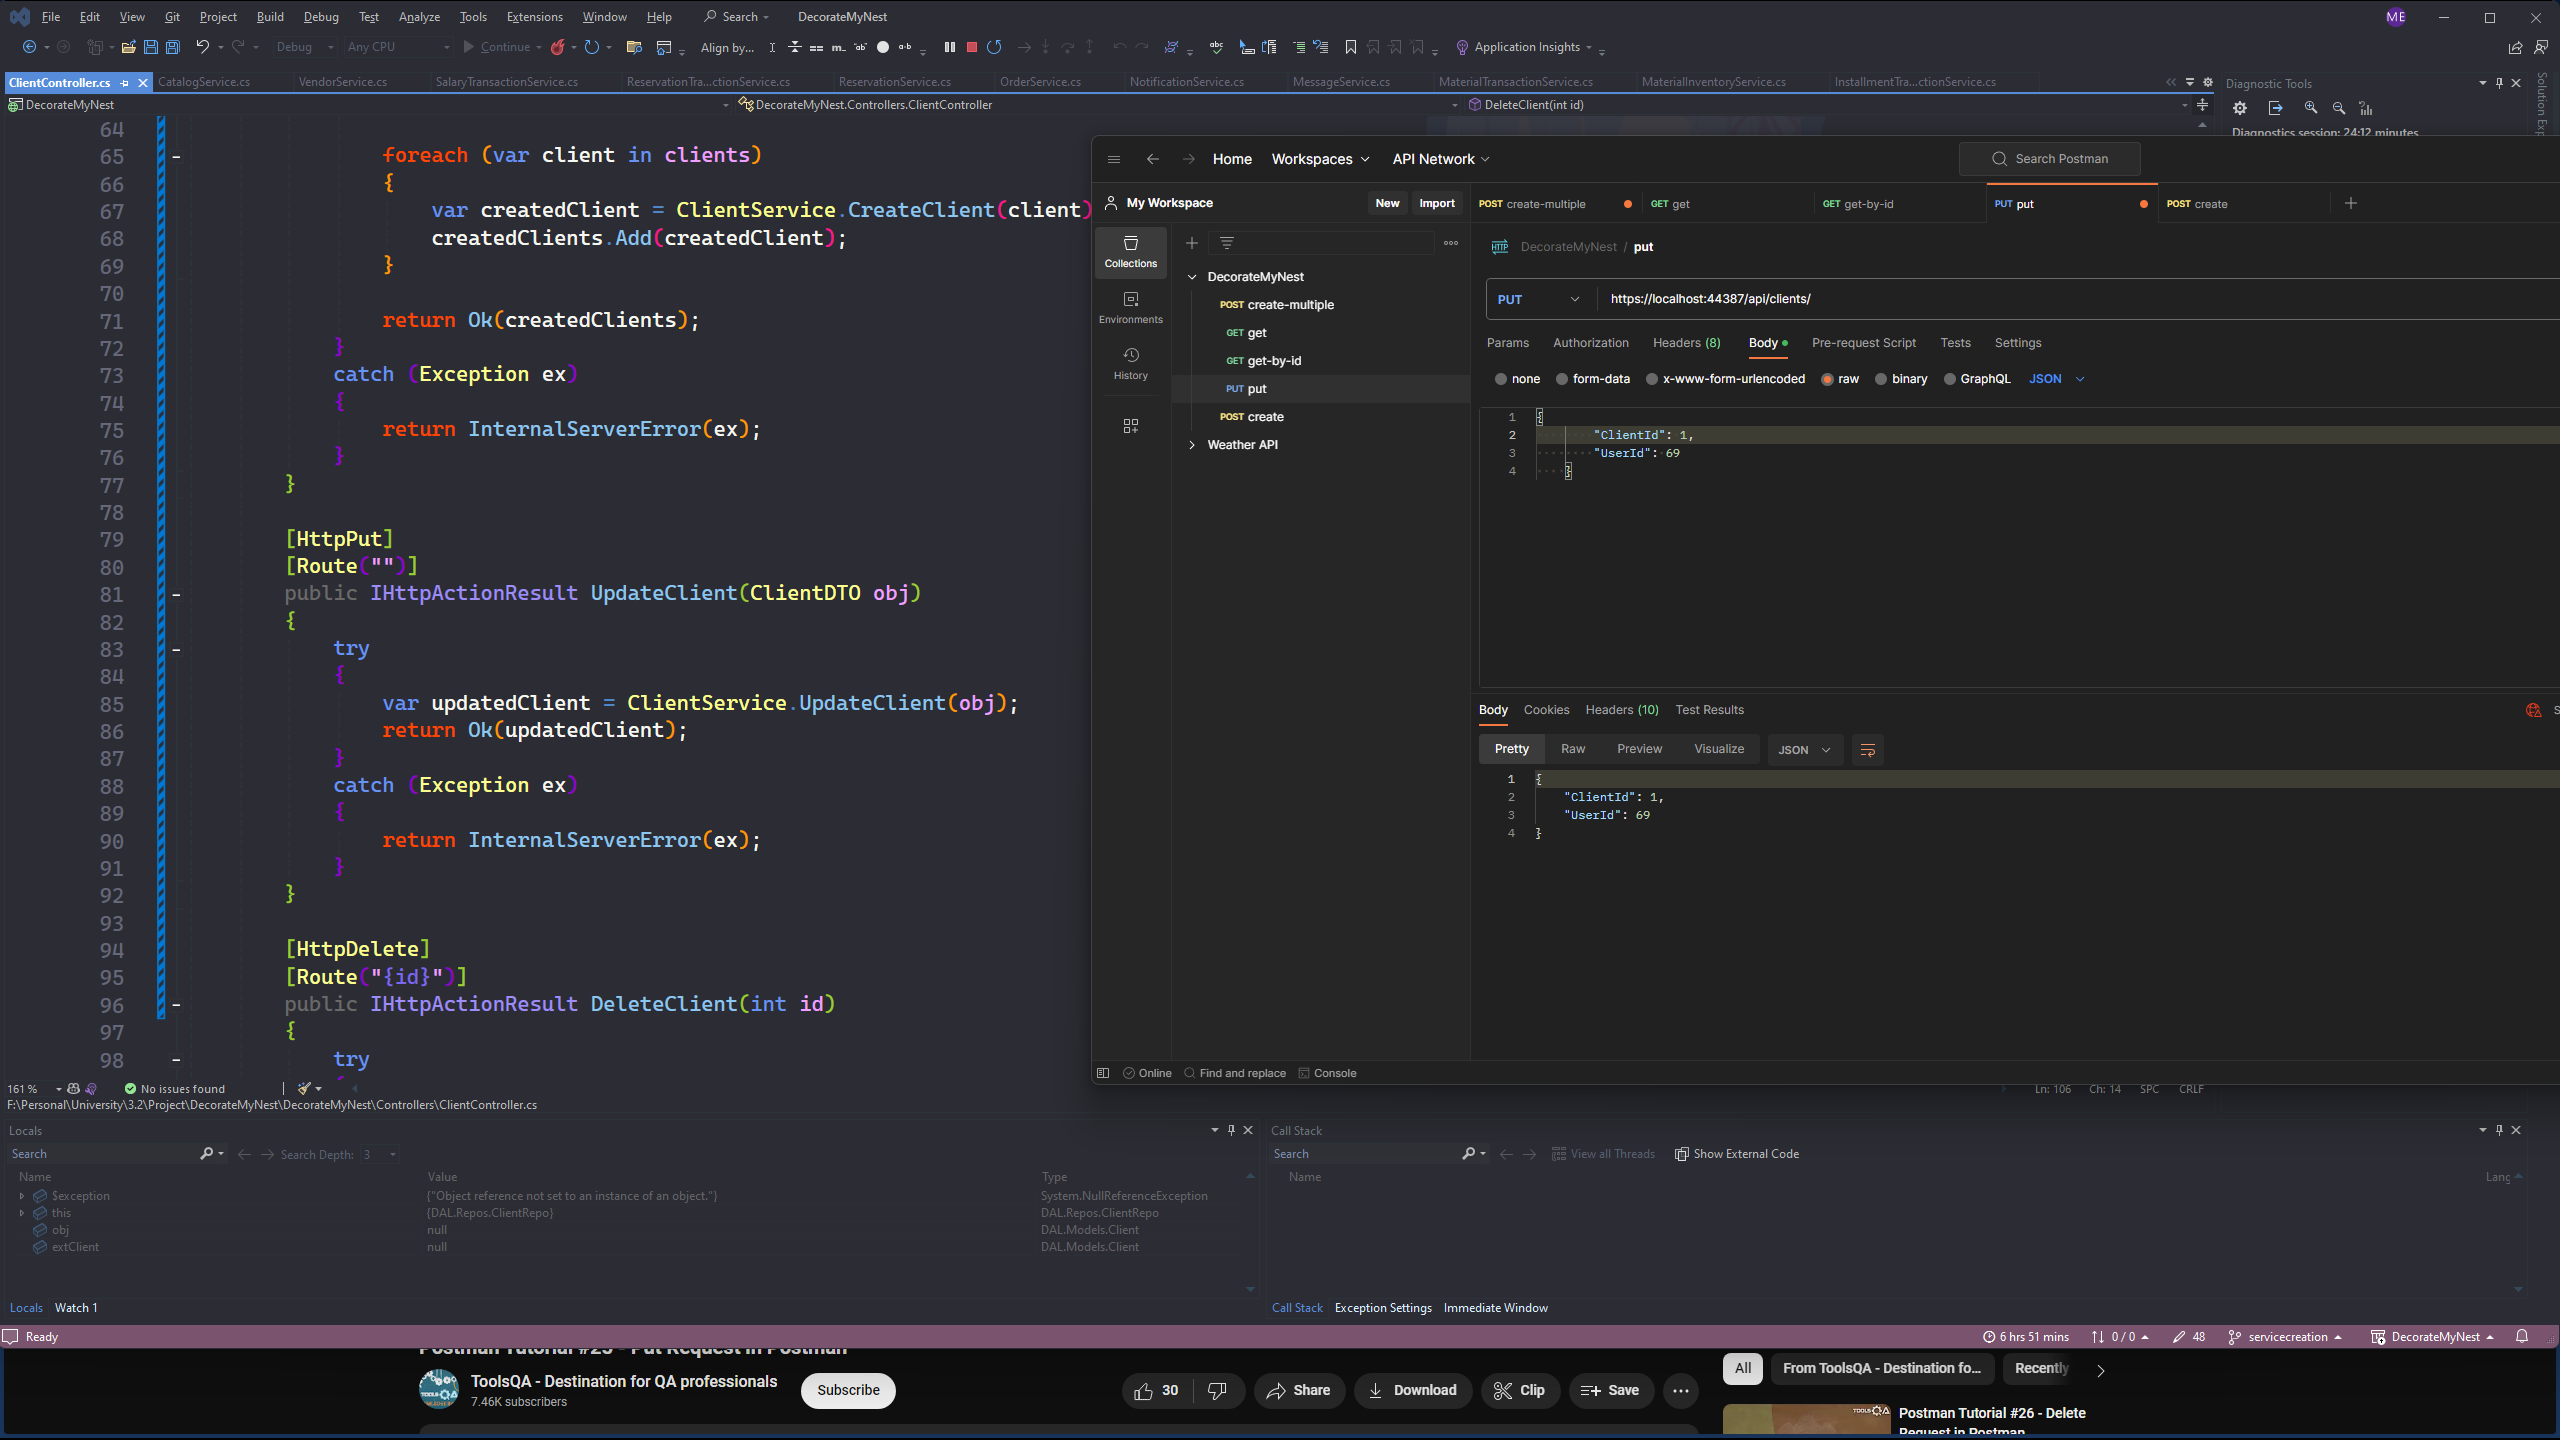 File Edit View Git Project Build Debug Test Analyze Tools Extensions Window Help Search DecorateMyNest ME
Debug Any CPU Continue Align by... Application Insights
ClientController.cs CatalogService.cs VendorService.cs SalaryTransactionService.cs ReservationTra...ctionService.cs ReservationService.cs OrderService.cs NotificationService.cs MessageService.cs MaterialTransactionService.cs MaterialInventoryService.cs InstallmentTra...ctionService.cs
DecorateMyNest DecorateMyNest.Controllers.ClientController DeleteClient(int id)
Diagnostic Tools
Diagnostics session: 24:12 minutes
Solution Exp
64
65 foreach (var client in clients)
66 {
67 var createdClient = ClientService.CreateClient(client)
68 createdClients.Add(createdClient);
69 }
70
71 return Ok(createdClients);
72 }
73 catch (Exception ex)
74 {
75 return InternalServerError(ex);
76 }
77 }
78
79 [HttpPut]
80 [Route("")]
81 public IHttpActionResult UpdateClient(ClientDTO obj)
82 {
83 try
84 {
85 var updatedClient = ClientService.UpdateClient(obj);
86 return Ok(updatedClient);
87 }
88 catch (Exception ex)
89 {
90 return InternalServerError(ex);
91 }
92 }
93
94 [HttpDelete]
95 [Route("{id}")]
96 public IHttpActionResult DeleteClient(int id)
97 {
98 try
161 % No issues found
Ln: 106 Ch: 14 SPC CRLF
F:\Personal\University\3.2\Project\DecorateMyNest\DecorateMyNest\Controllers\ClientController.cs
Home Workspaces API Network Search Postman
My Workspace New Import
POST create-multiple GET get GET get-by-id PUT put POST create
Collections
Environments
History
DecorateMyNest
POST create-multiple
GET get
GET get-by-id
PUT put
POST create
Weather API
HTTP DecorateMyNest / put
PUT https://localhost:44387/api/clients/
Params Authorization Headers (8) Body Pre-request Script Tests Settings
none form-data x-www-form-urlencoded raw binary GraphQL JSON
1 {
2 "ClientId": 1,
3 "UserId": 69
4 }
Body Cookies Headers (10) Test Results S
Pretty Raw Preview Visualize JSON
1 {
2 "ClientId": 1,
3 "UserId": 69
4 }
Online Find and replace Console
Locals
Search Search Depth: 3
Name Value Type
$exception {"Object reference not set to an instance of an object."} System.NullReferenceException
this {DAL.Repos.ClientRepo} DAL.Repos.ClientRepo
obj null DAL.Models.Client
extClient null DAL.Models.Client
Locals Watch 1
Call Stack
Search View all Threads Show External Code
Name Lang
Call Stack Exception Settings Immediate Window
Ready 6 hrs 51 mins 0 / 0 48 servicecreation DecorateMyNest
Postman Tutorial #25 - Put Request in Postman
ToolsQA - Destination for QA professionals
7.46K subscribers
Subscribe
30 Share Download Clip Save
All From ToolsQA - Destination fo... Recently
TOOLSQA
Postman Tutorial #26 - Delete
Request in Postman